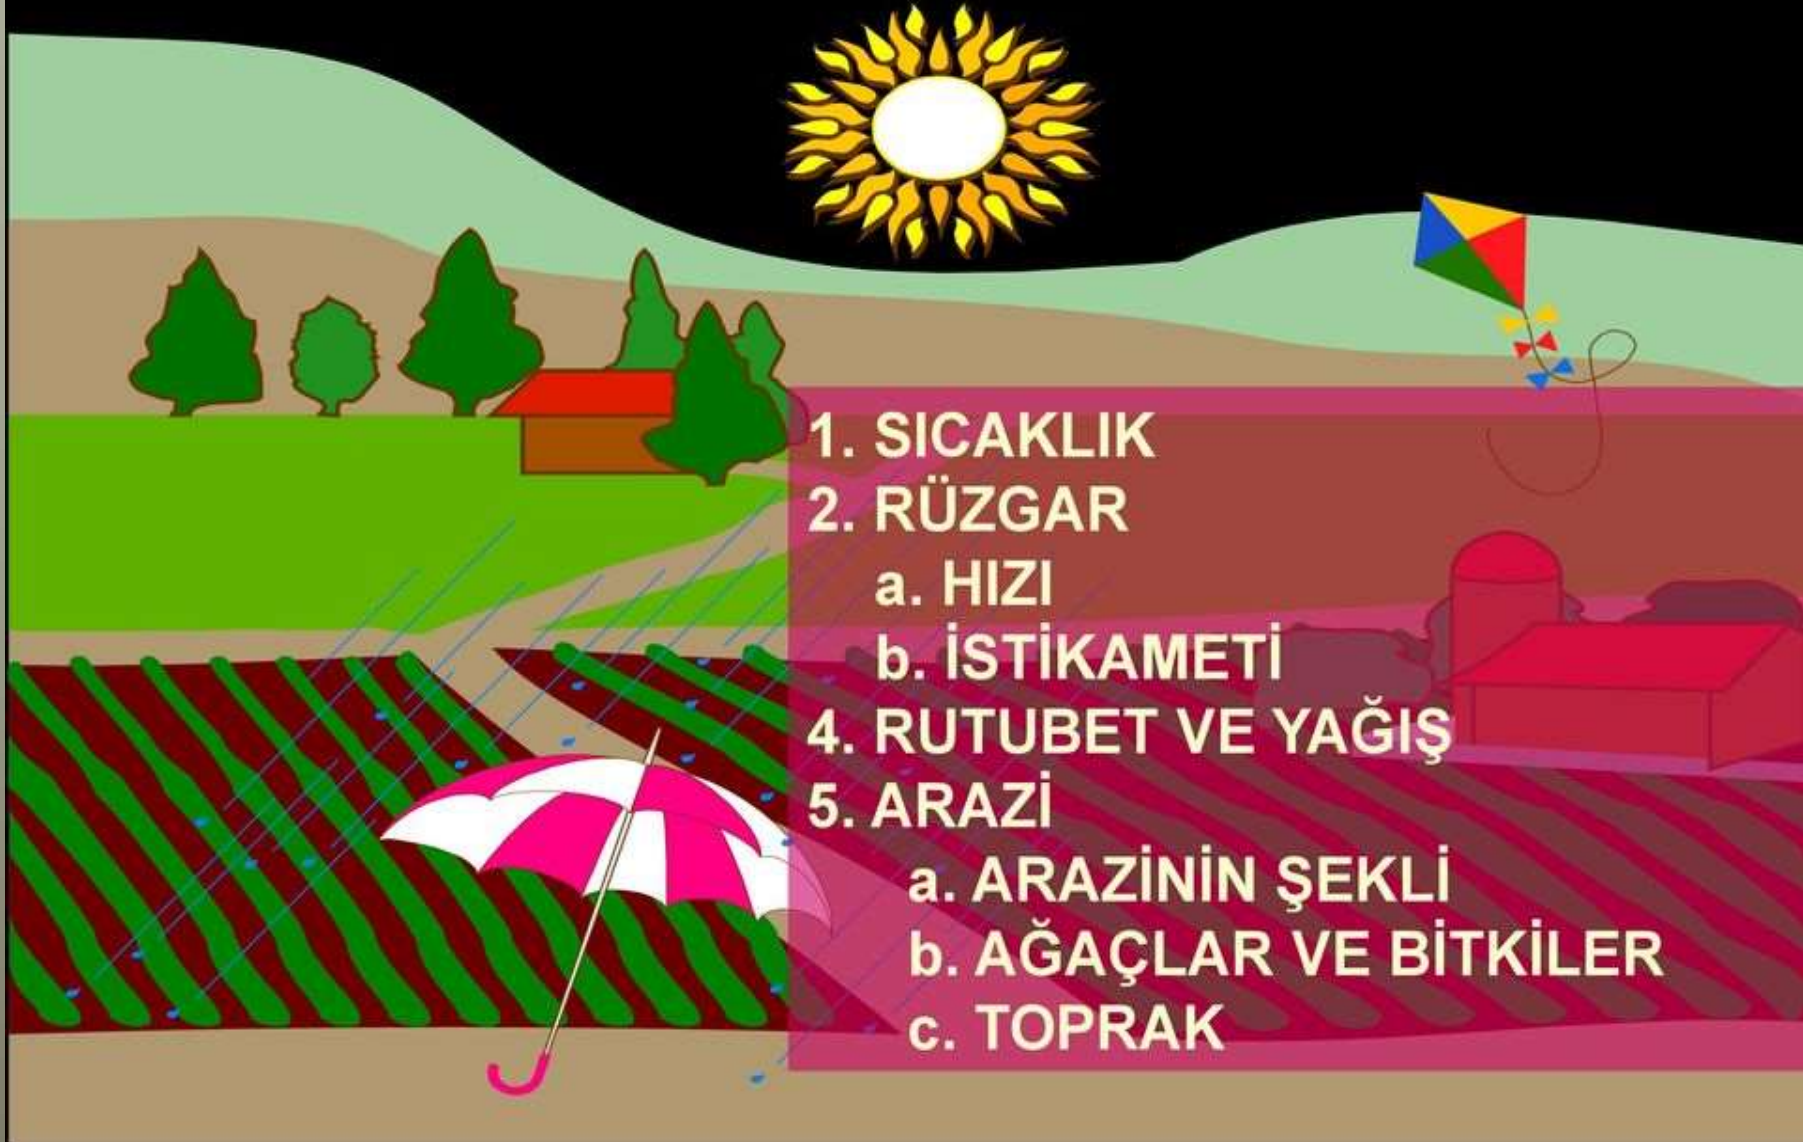 1. SICAKLIK
2. RÜZGAR
a. HIZI
b. İSTİKAMETİ
4. RUTUBET VE YAĞIŞ
5. ARAZİ
a. ARAZİNİN ŞEKLİ
b. AĞAÇLAR VE BİTKİLER
c. TOPRAK